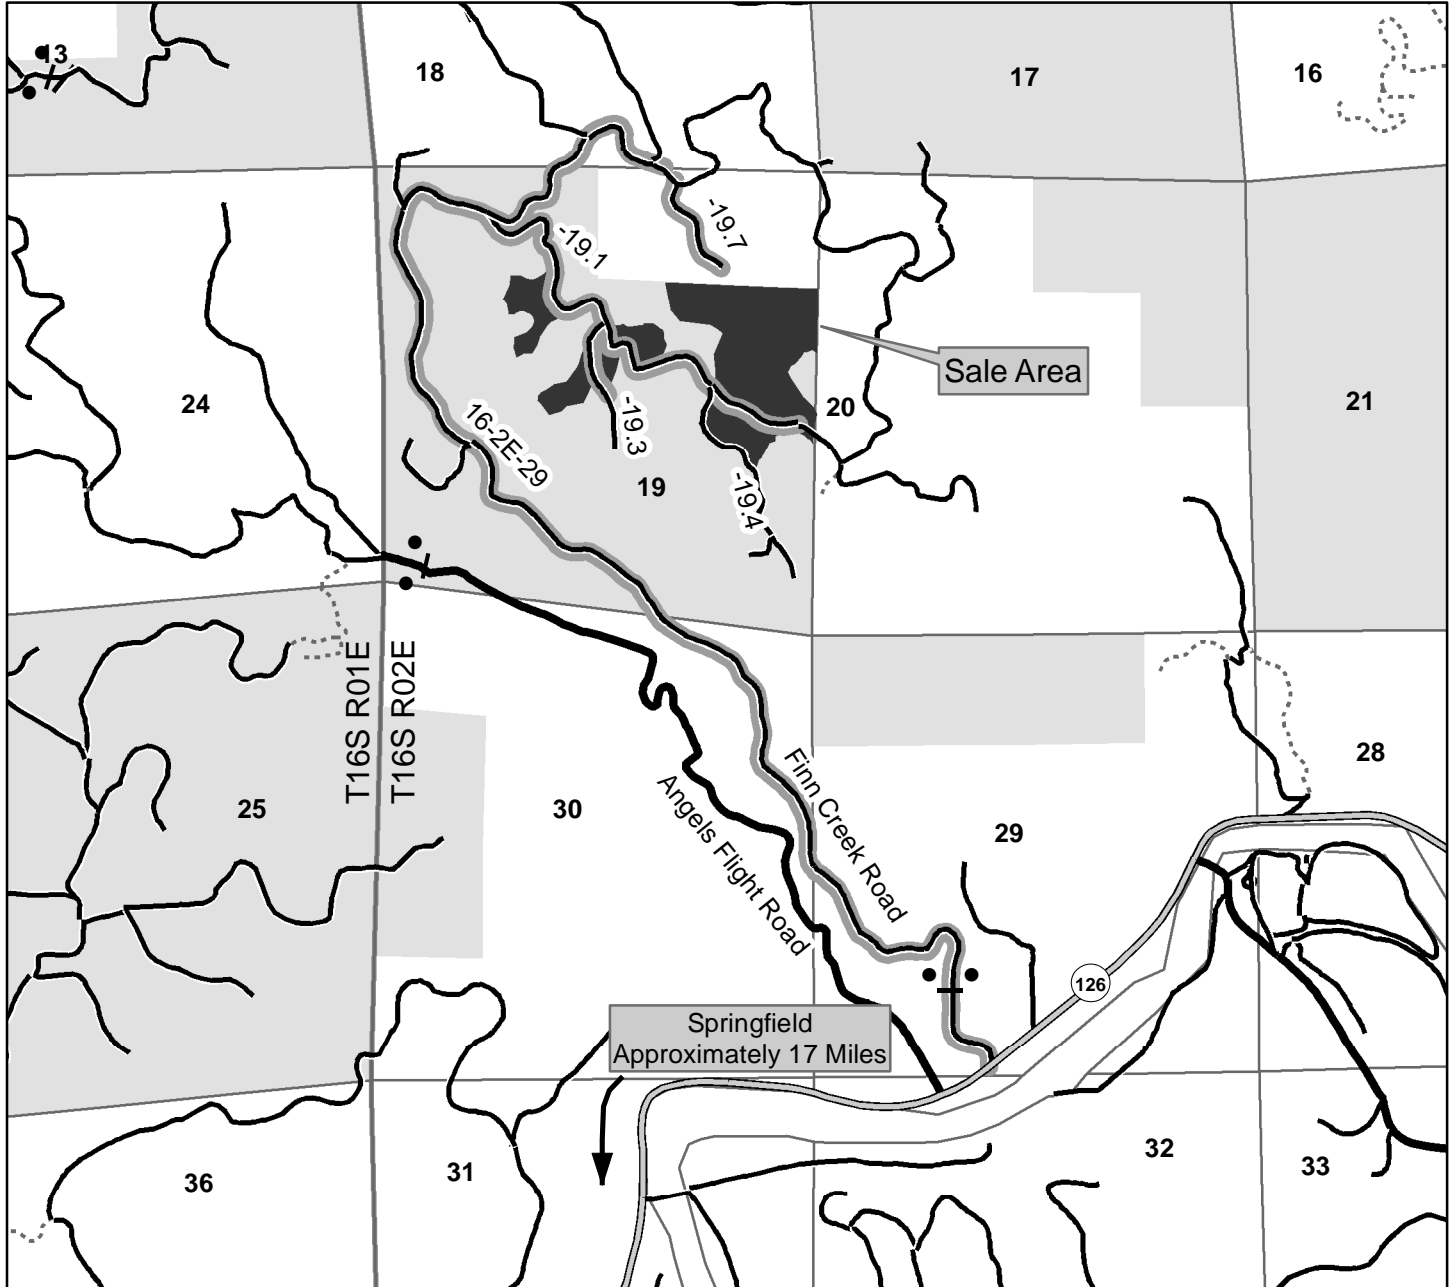 13
18
17
16
-19.7
-19.1
Sale Area
24
20
21
-19.3
16-2E-29
19
-19.4
T16S R01E
T16S R02E
28
25
30
Finn Creek Road
Angels Flight Road
29
126
Springfield
Approximately 17 Miles
36
31
32
33